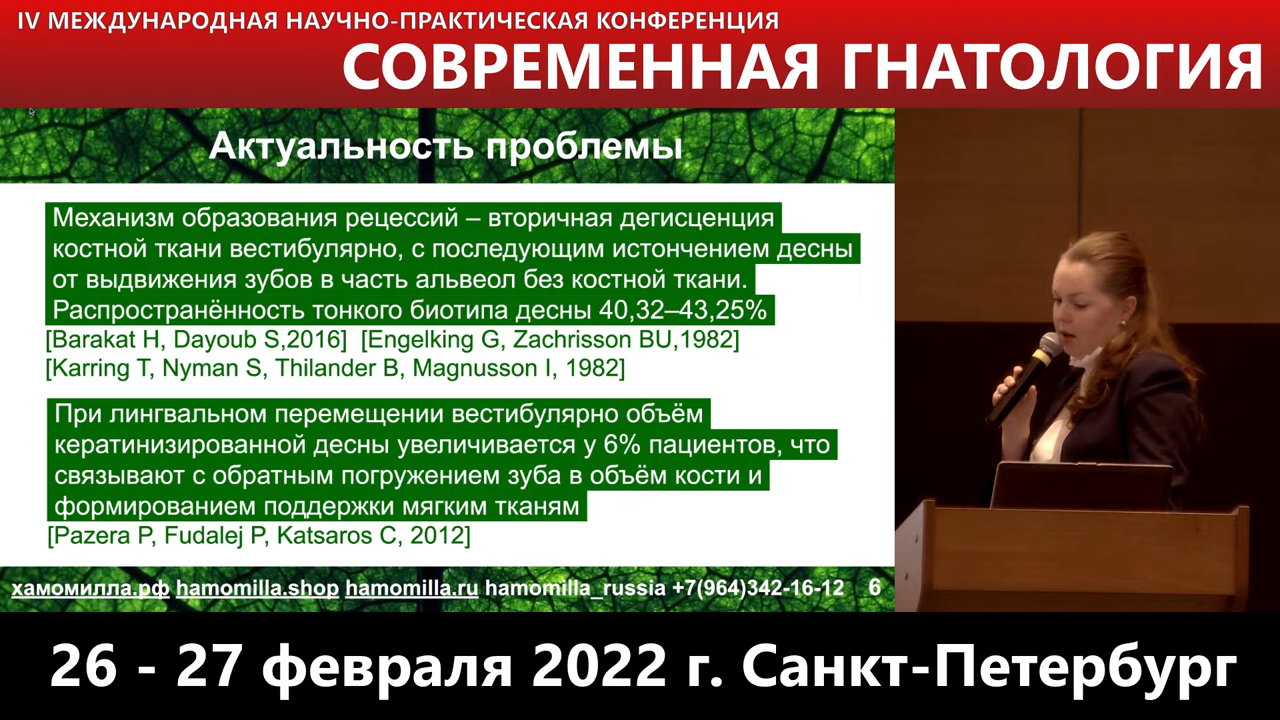 IV МЕЖДУНАРОДНАЯ НАУЧНО-ПРАКТИЧЕСКАЯ КОНФЕРЕНЦИЯ
СОВРЕМЕННАЯ ГНАТОЛОГИЯ
Актуальность проблемы
Механизм образования рецессий – вторичная дегисценция
костной ткани вестибулярно, с последующим истончением десны
от выдвижения зубов в часть альвеол без костной ткани.
Распространённость тонкого биотипа десны 40,32–43,25%
[Barakat H, Dayoub S,2016] [Engelking G, Zachrisson BU,1982]
[Karring T, Nyman S, Thilander B, Magnusson I, 1982]
При лингвальном перемещении вестибулярно объём
кератинизированной десны увеличивается у 6% пациентов, что
связывают с обратным погружением зуба в объём кости и
формированием поддержки мягким тканям
[Pazera P, Fudalej P, Katsaros C, 2012]
хамомилла.рф hamomilla.shop hamomilla.ru hamomilla_russia +7(964)342-16-12 6
26 - 27 февраля 2022 г. Санкт-Петербург